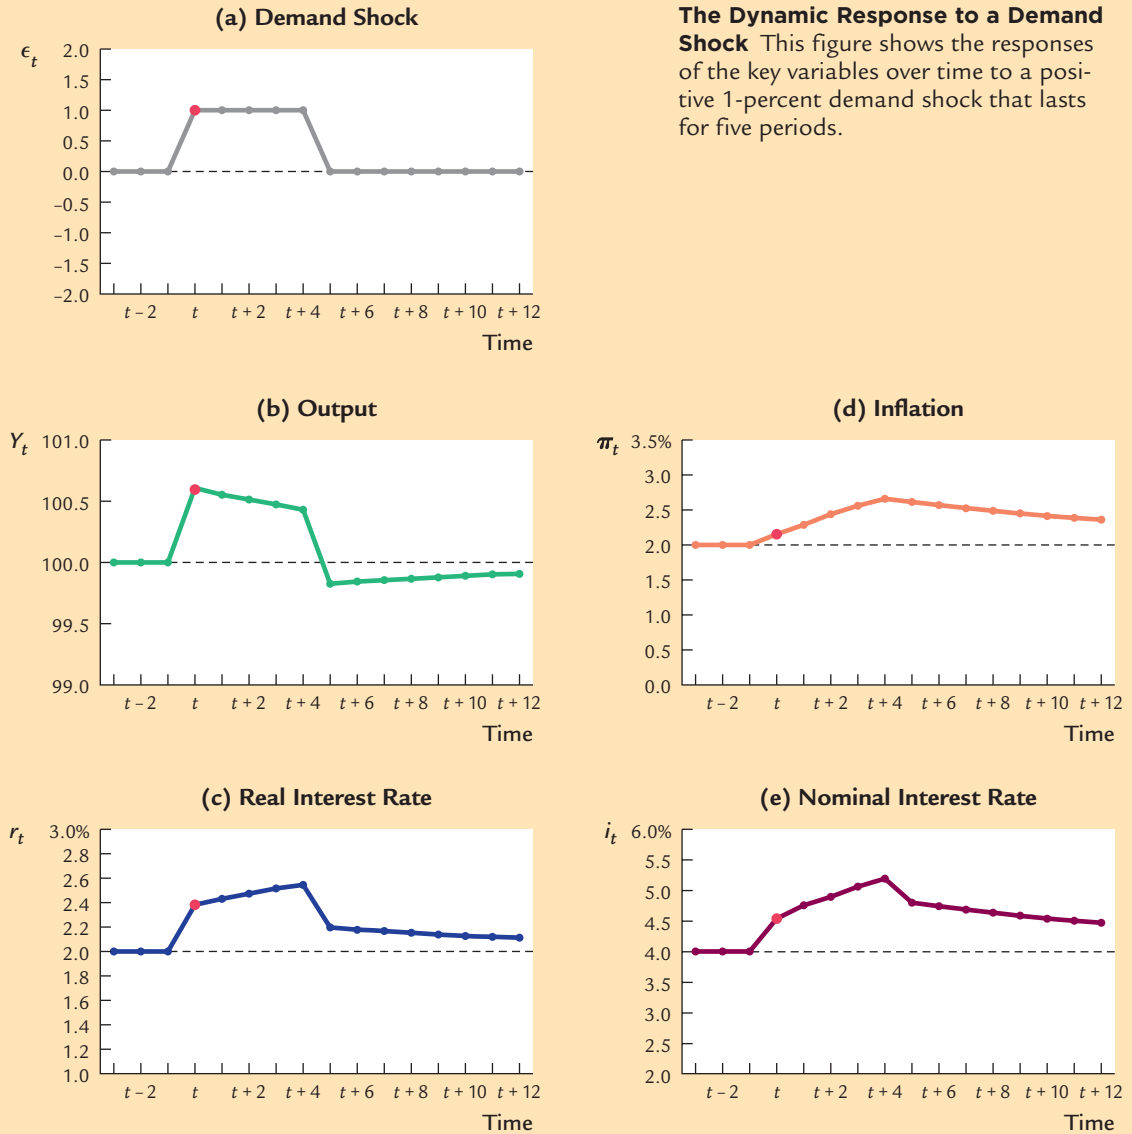 (a) Demand Shock
ϵt
2.0
1.5
1.0
0.5
0.0
–0.5
–1.0
–1.5
–2.0
t – 2 t t + 2 t + 4 t + 6 t + 8 t + 10 t + 12
Time
The Dynamic Response to a Demand
Shock This figure shows the responses
of the key variables over time to a posi-
tive 1-percent demand shock that lasts
for five periods.
(b) Output
Yt
101.0
100.5
100.0
99.5
99.0
t – 2 t t + 2 t + 4 t + 6 t + 8 t + 10 t + 12
Time
(d) Inflation
πt
3.5%
3.0
2.5
2.0
1.5
1.0
0.5
0.0
t – 2 t t + 2 t + 4 t + 6 t + 8 t + 10 t + 12
Time
(c) Real Interest Rate
rt
3.0%
2.8
2.6
2.4
2.2
2.0
1.8
1.6
1.4
1.2
1.0
t – 2 t t + 2 t + 4 t + 6 t + 8 t + 10 t + 12
Time
(e) Nominal Interest Rate
it
6.0%
5.5
5.0
4.5
4.0
3.5
3.0
2.5
2.0
t – 2 t t + 2 t + 4 t + 6 t + 8 t + 10 t + 12
Time